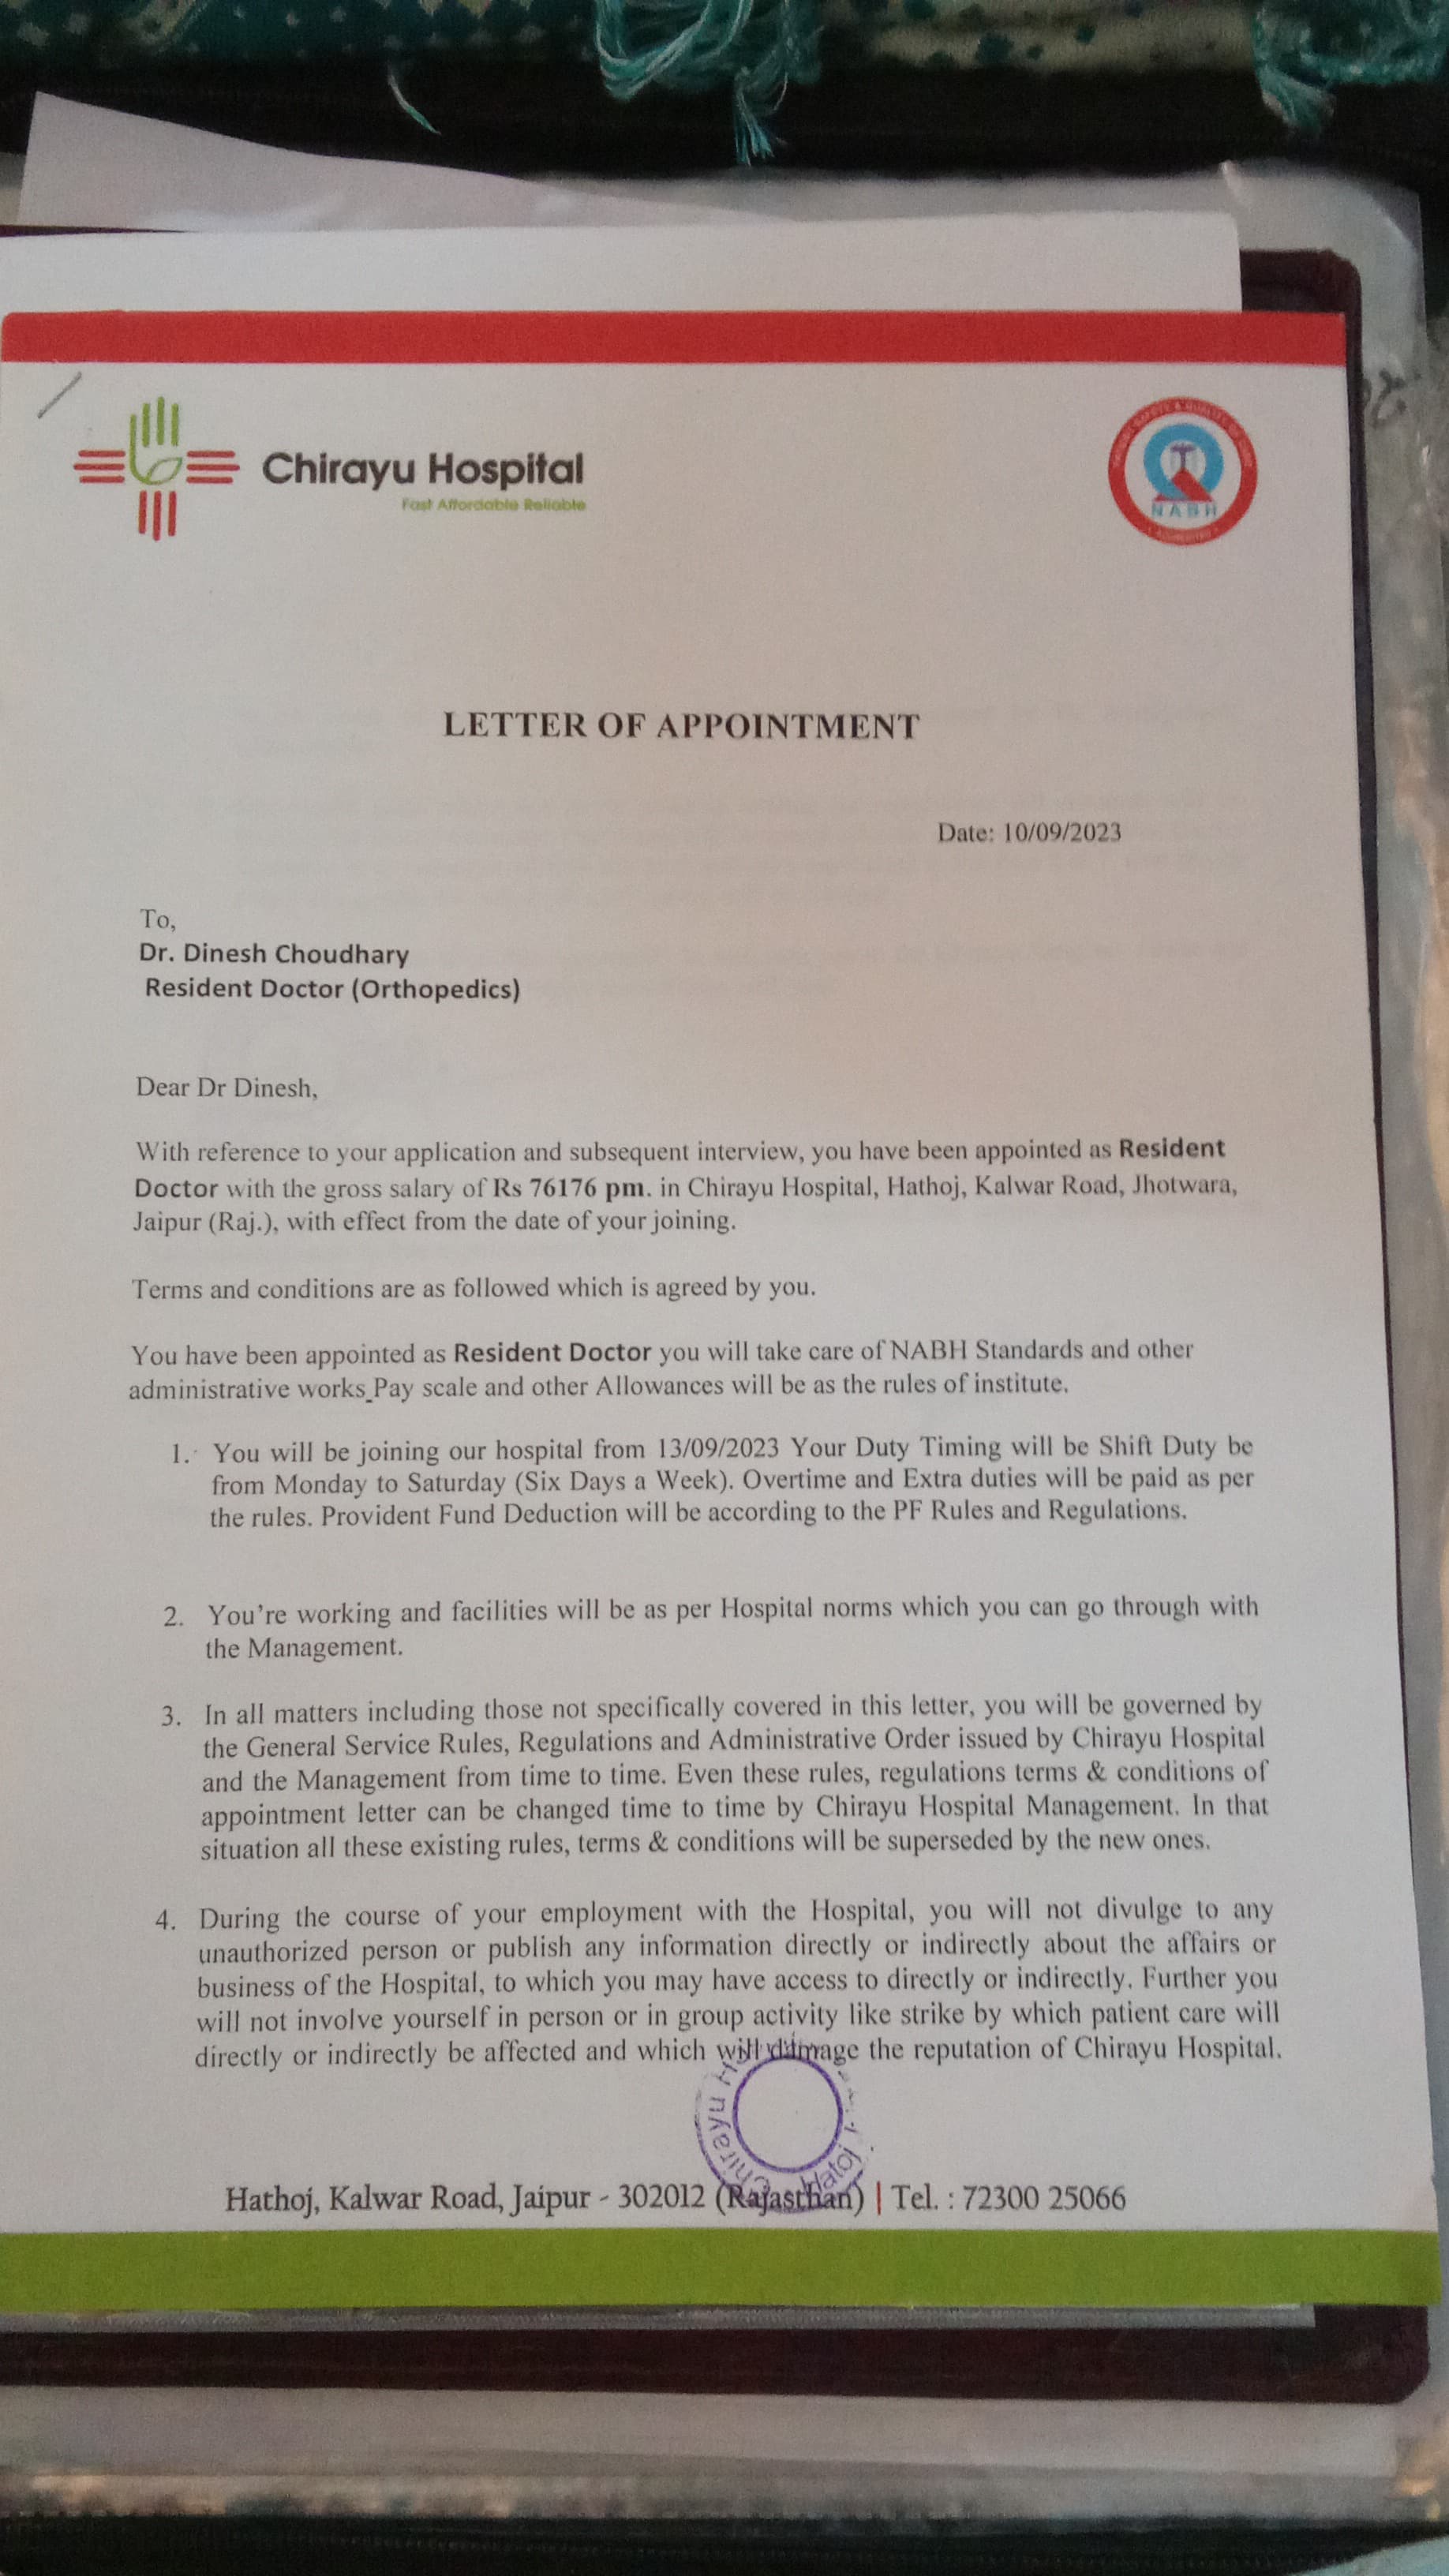 Chirayu Hospital
Fast Affordable Reliable
NABH
LETTER OF APPOINTMENT
Date: 10/09/2023
To,
Dr. Dinesh Choudhary
Resident Doctor (Orthopedics)
Dear Dr Dinesh,
With reference to your application and subsequent interview, you have been appointed as Resident
Doctor with the gross salary of Rs 76176 pm. in Chirayu Hospital, Hathoj, Kalwar Road, Jhotwara,
Jaipur (Raj.), with effect from the date of your joining.
Terms and conditions are as followed which is agreed by you.
You have been appointed as Resident Doctor you will take care of NABH Standards and other
administrative works_Pay scale and other Allowances will be as the rules of institute.
1. You will be joining our hospital from 13/09/2023 Your Duty Timing will be Shift Duty be
from Monday to Saturday (Six Days a Week). Overtime and Extra duties will be paid as per
the rules. Provident Fund Deduction will be according to the PF Rules and Regulations.
2. You're working and facilities will be as per Hospital norms which you can go through with
the Management.
3. In all matters including those not specifically covered in this letter, you will be governed by
the General Service Rules, Regulations and Administrative Order issued by Chirayu Hospital
and the Management from time to time. Even these rules, regulations terms & conditions of
appointment letter can be changed time to time by Chirayu Hospital Management. In that
situation all these existing rules, terms & conditions will be superseded by the new ones.
4. During the course of your employment with the Hospital, you will not divulge to any
unauthorized person or publish any information directly or indirectly about the affairs or
business of the Hospital, to which you may have access to directly or indirectly. Further you
will not involve yourself in person or in group activity like strike by which patient care will
directly or indirectly be affected and which will damage the reputation of Chirayu Hospital.
Chirayu
Hatoj
Hathoj, Kalwar Road, Jaipur - 302012 (Rajasthan) | Tel. : 72300 25066